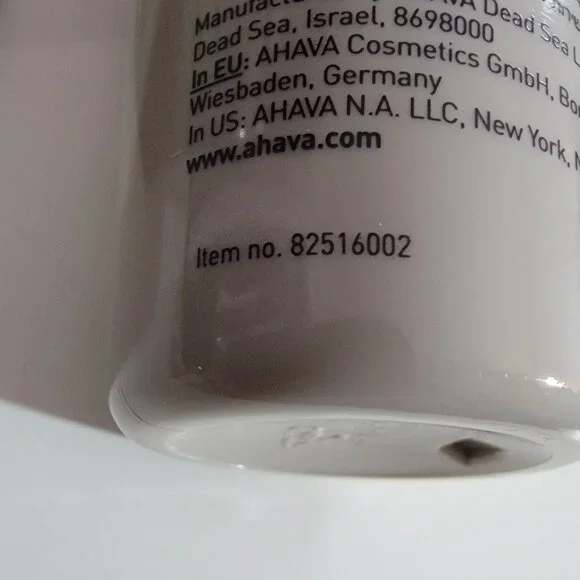 Dead Sea, Israel, 8698000
In EU: AHAVA Cosmetics GmbH,
Wiesbaden, Germany
In US: AHAVA N.A. LLC, New York,
www.ahava.com
Item no. 82516002